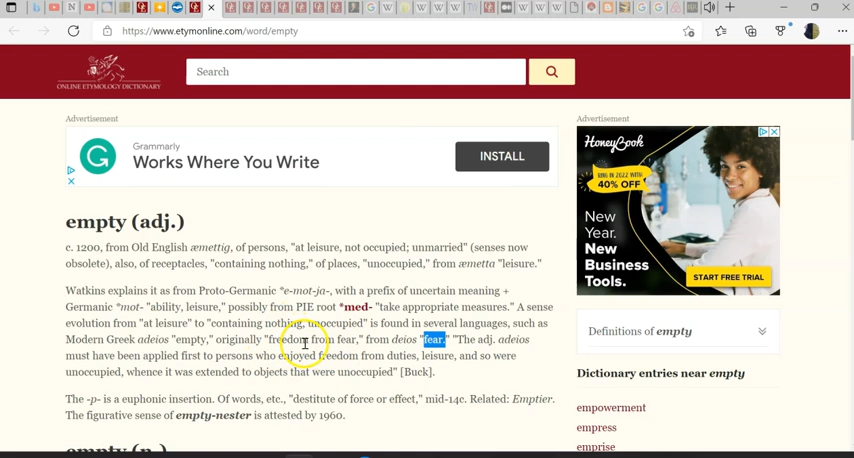 https://www.etymonline.com/word/empty
ONLINE ETYMOLOGY DICTIONARY
Search
Advertisement
Grammarly
Works Where You Write
INSTALL
empty (adj.)
c. 1200, from Old English æmettig, of persons, "at leisure, not occupied; unmarried" (senses now
obsolete), also, of receptacles, "containing nothing," of places, "unoccupied," from æmetta "leisure."
Watkins explains it as from Proto-Germanic *e-mot-ja-, with a prefix of uncertain meaning +
Germanic *mot- "ability, leisure," possibly from PIE root *med- "take appropriate measures." A sense
evolution from "at leisure" to "containing nothing, unoccupied" is found in several languages, such as
Modern Greek adeios "empty," originally "freedom from fear," from deios "fear." "The adj. adeios
must have been applied first to persons who enjoyed freedom from duties, leisure, and so were
unoccupied, whence it was extended to objects that were unoccupied" [Buck].
The -p- is a euphonic insertion. Of words, etc., "destitute of force or effect," mid-14c. Related: Emptier.
The figurative sense of empty-nester is attested by 1960.
Advertisement
HoneyBook
RING IN 2022 WITH
40% OFF
New
Year.
New
Business
Tools.
START FREE TRIAL
Definitions of empty
Dictionary entries near empty
empowerment
empress
emprise